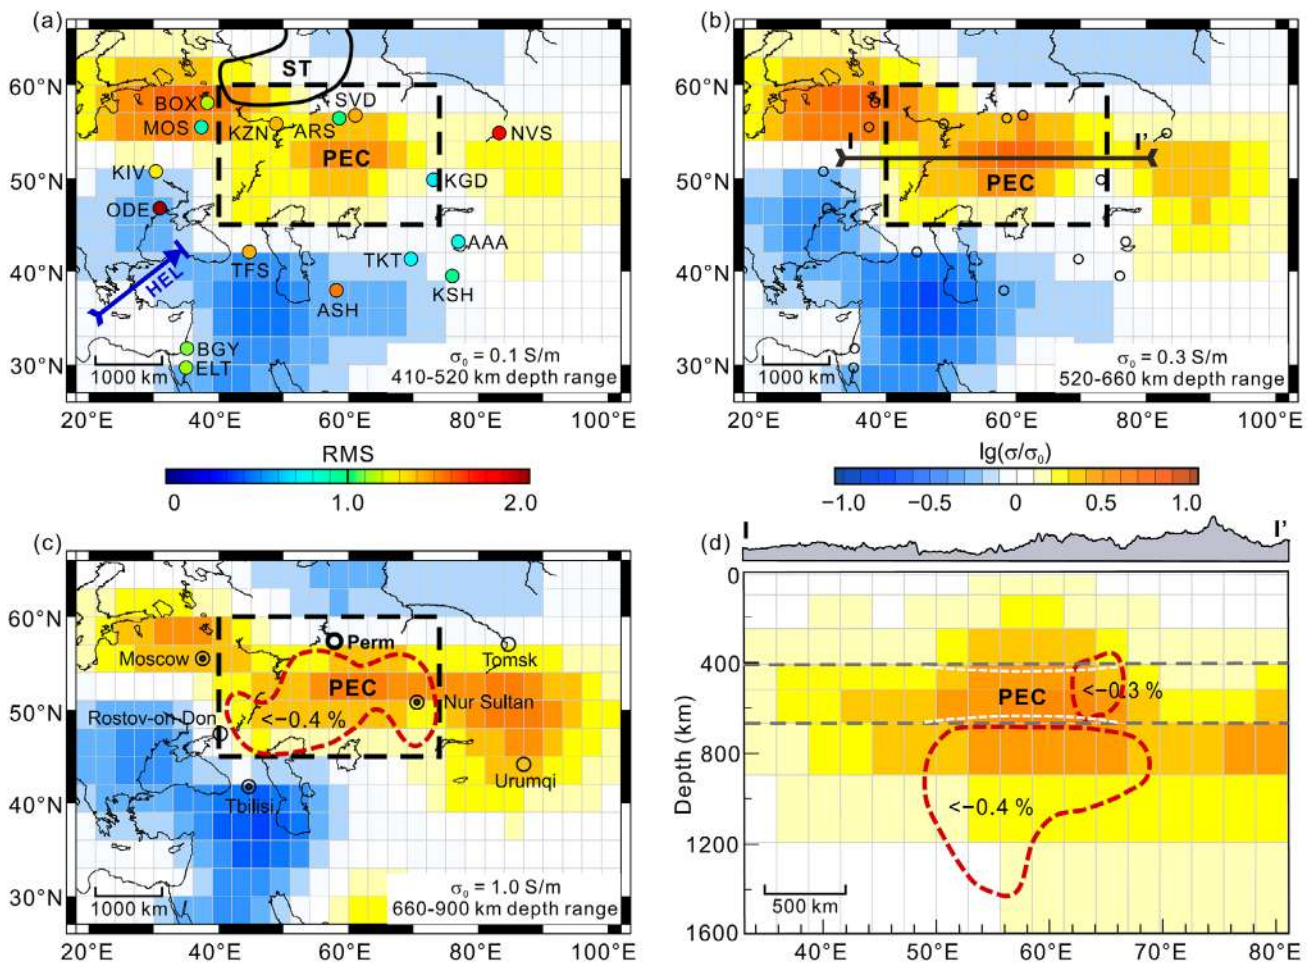 (a)
60°N
50°N
40°N
30°N
ST
BOX
MOS
KZN
ARS
SVD
NVS
PEC
KIV
KGD
ODE
HEL
TFS
TKT
AAA
KSH
ASH
BGY
ELT
1000 km
σ₀ = 0.1 S/m
410-520 km depth range
20°E 40°E 60°E 80°E 100°E
(b)
60°N
50°N
40°N
30°N
I I'
PEC
1000 km
σ₀ = 0.3 S/m
520-660 km depth range
20°E 40°E 60°E 80°E 100°E
RMS
0 1.0 2.0
lg(σ/σ₀)
−1.0 −0.5 0 0.5 1.0
(c)
60°N
50°N
40°N
30°N
Perm
Moscow
Tomsk
PEC
Nur Sultan
Rostov-on-Don
<−0.4 %
Urumqi
Tbilisi
1000 km
σ₀ = 1.0 S/m
660-900 km depth range
20°E 40°E 60°E 80°E 100°E
I I'
(d)
0
400
800
1200
1600
Depth (km)
PEC
<−0.3 %
<−0.4 %
500 km
40°E 50°E 60°E 70°E 80°E